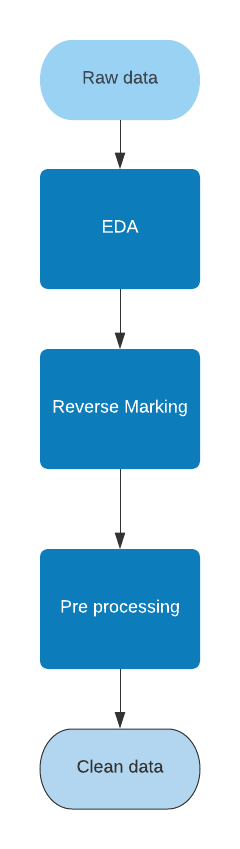 Raw data
EDA
Reverse Marking
Pre processing
Clean data